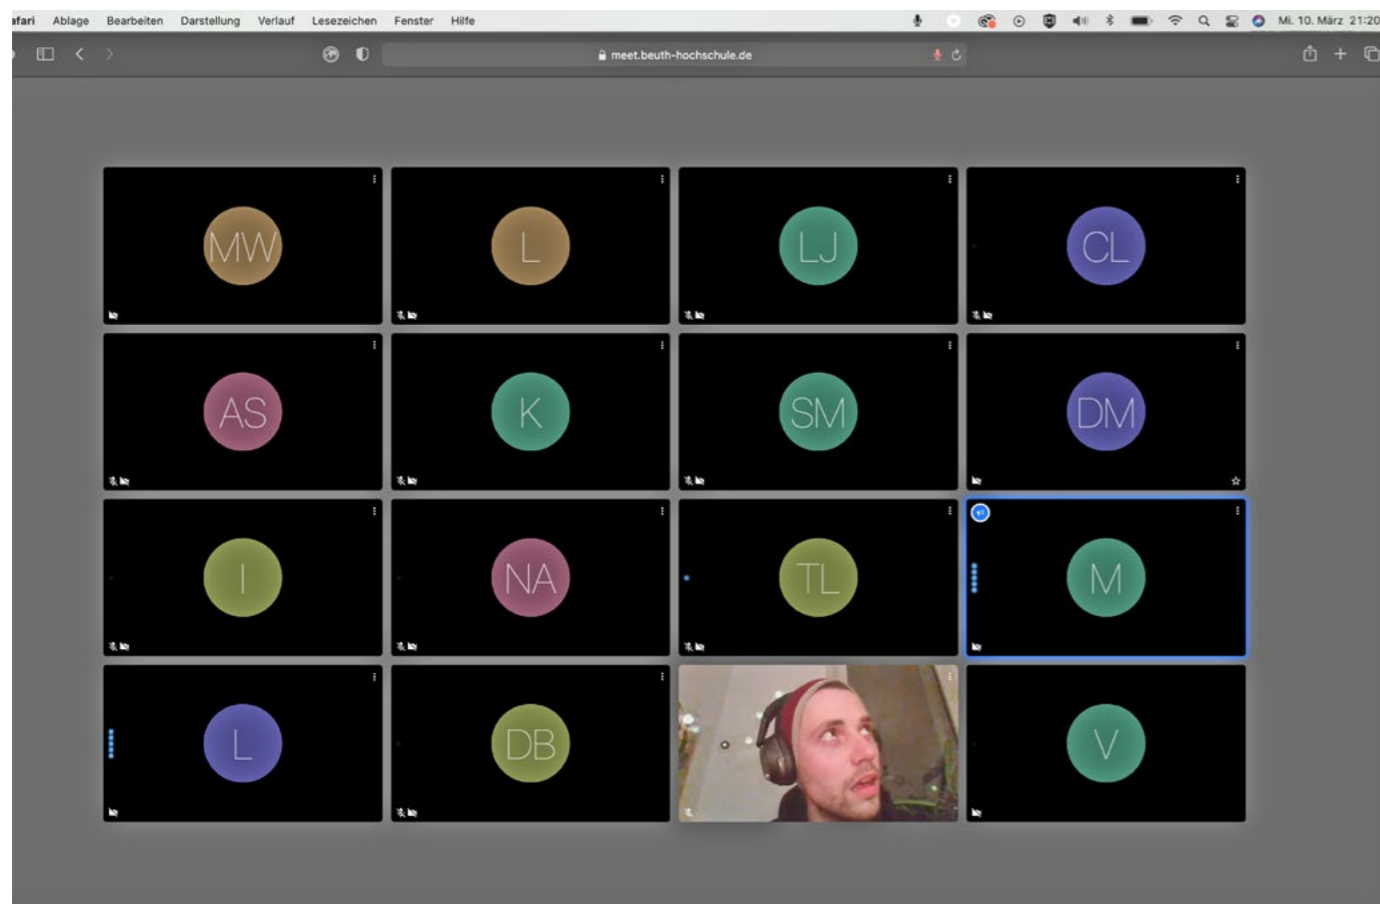 Ablage Bearbeiten Darstellung Verlauf Lesezeichen Fenster Hilfe Mi. 10. März 21:20
meet.beuth-hochschule.de
MW L LJ CL
AS K SM DM
I NA TL M
L DB V